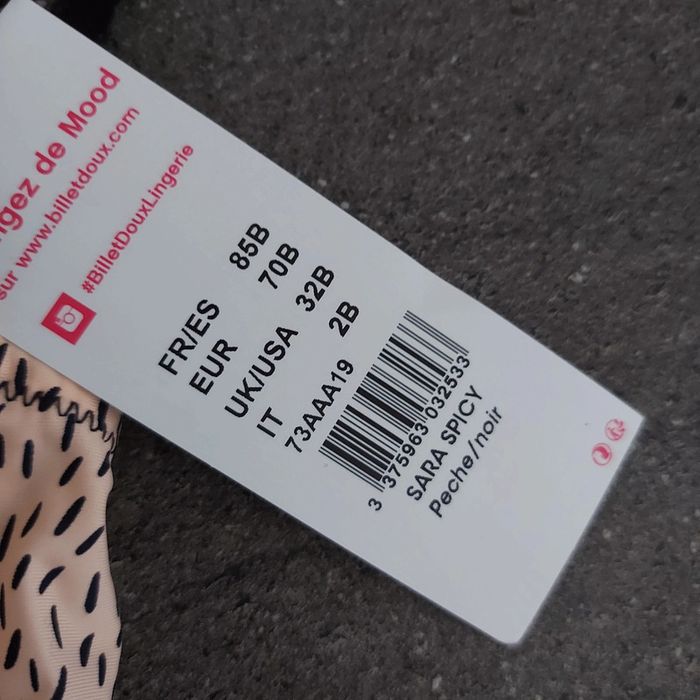 gez de Mood
sur www.billetdoux.com
#BilletDouxLingerie
FR/ES 85B
EUR 70B
UK/USA 32B
IT 2B
73AAA19
3 375963 032533
SARA SPICY
Peche/noir